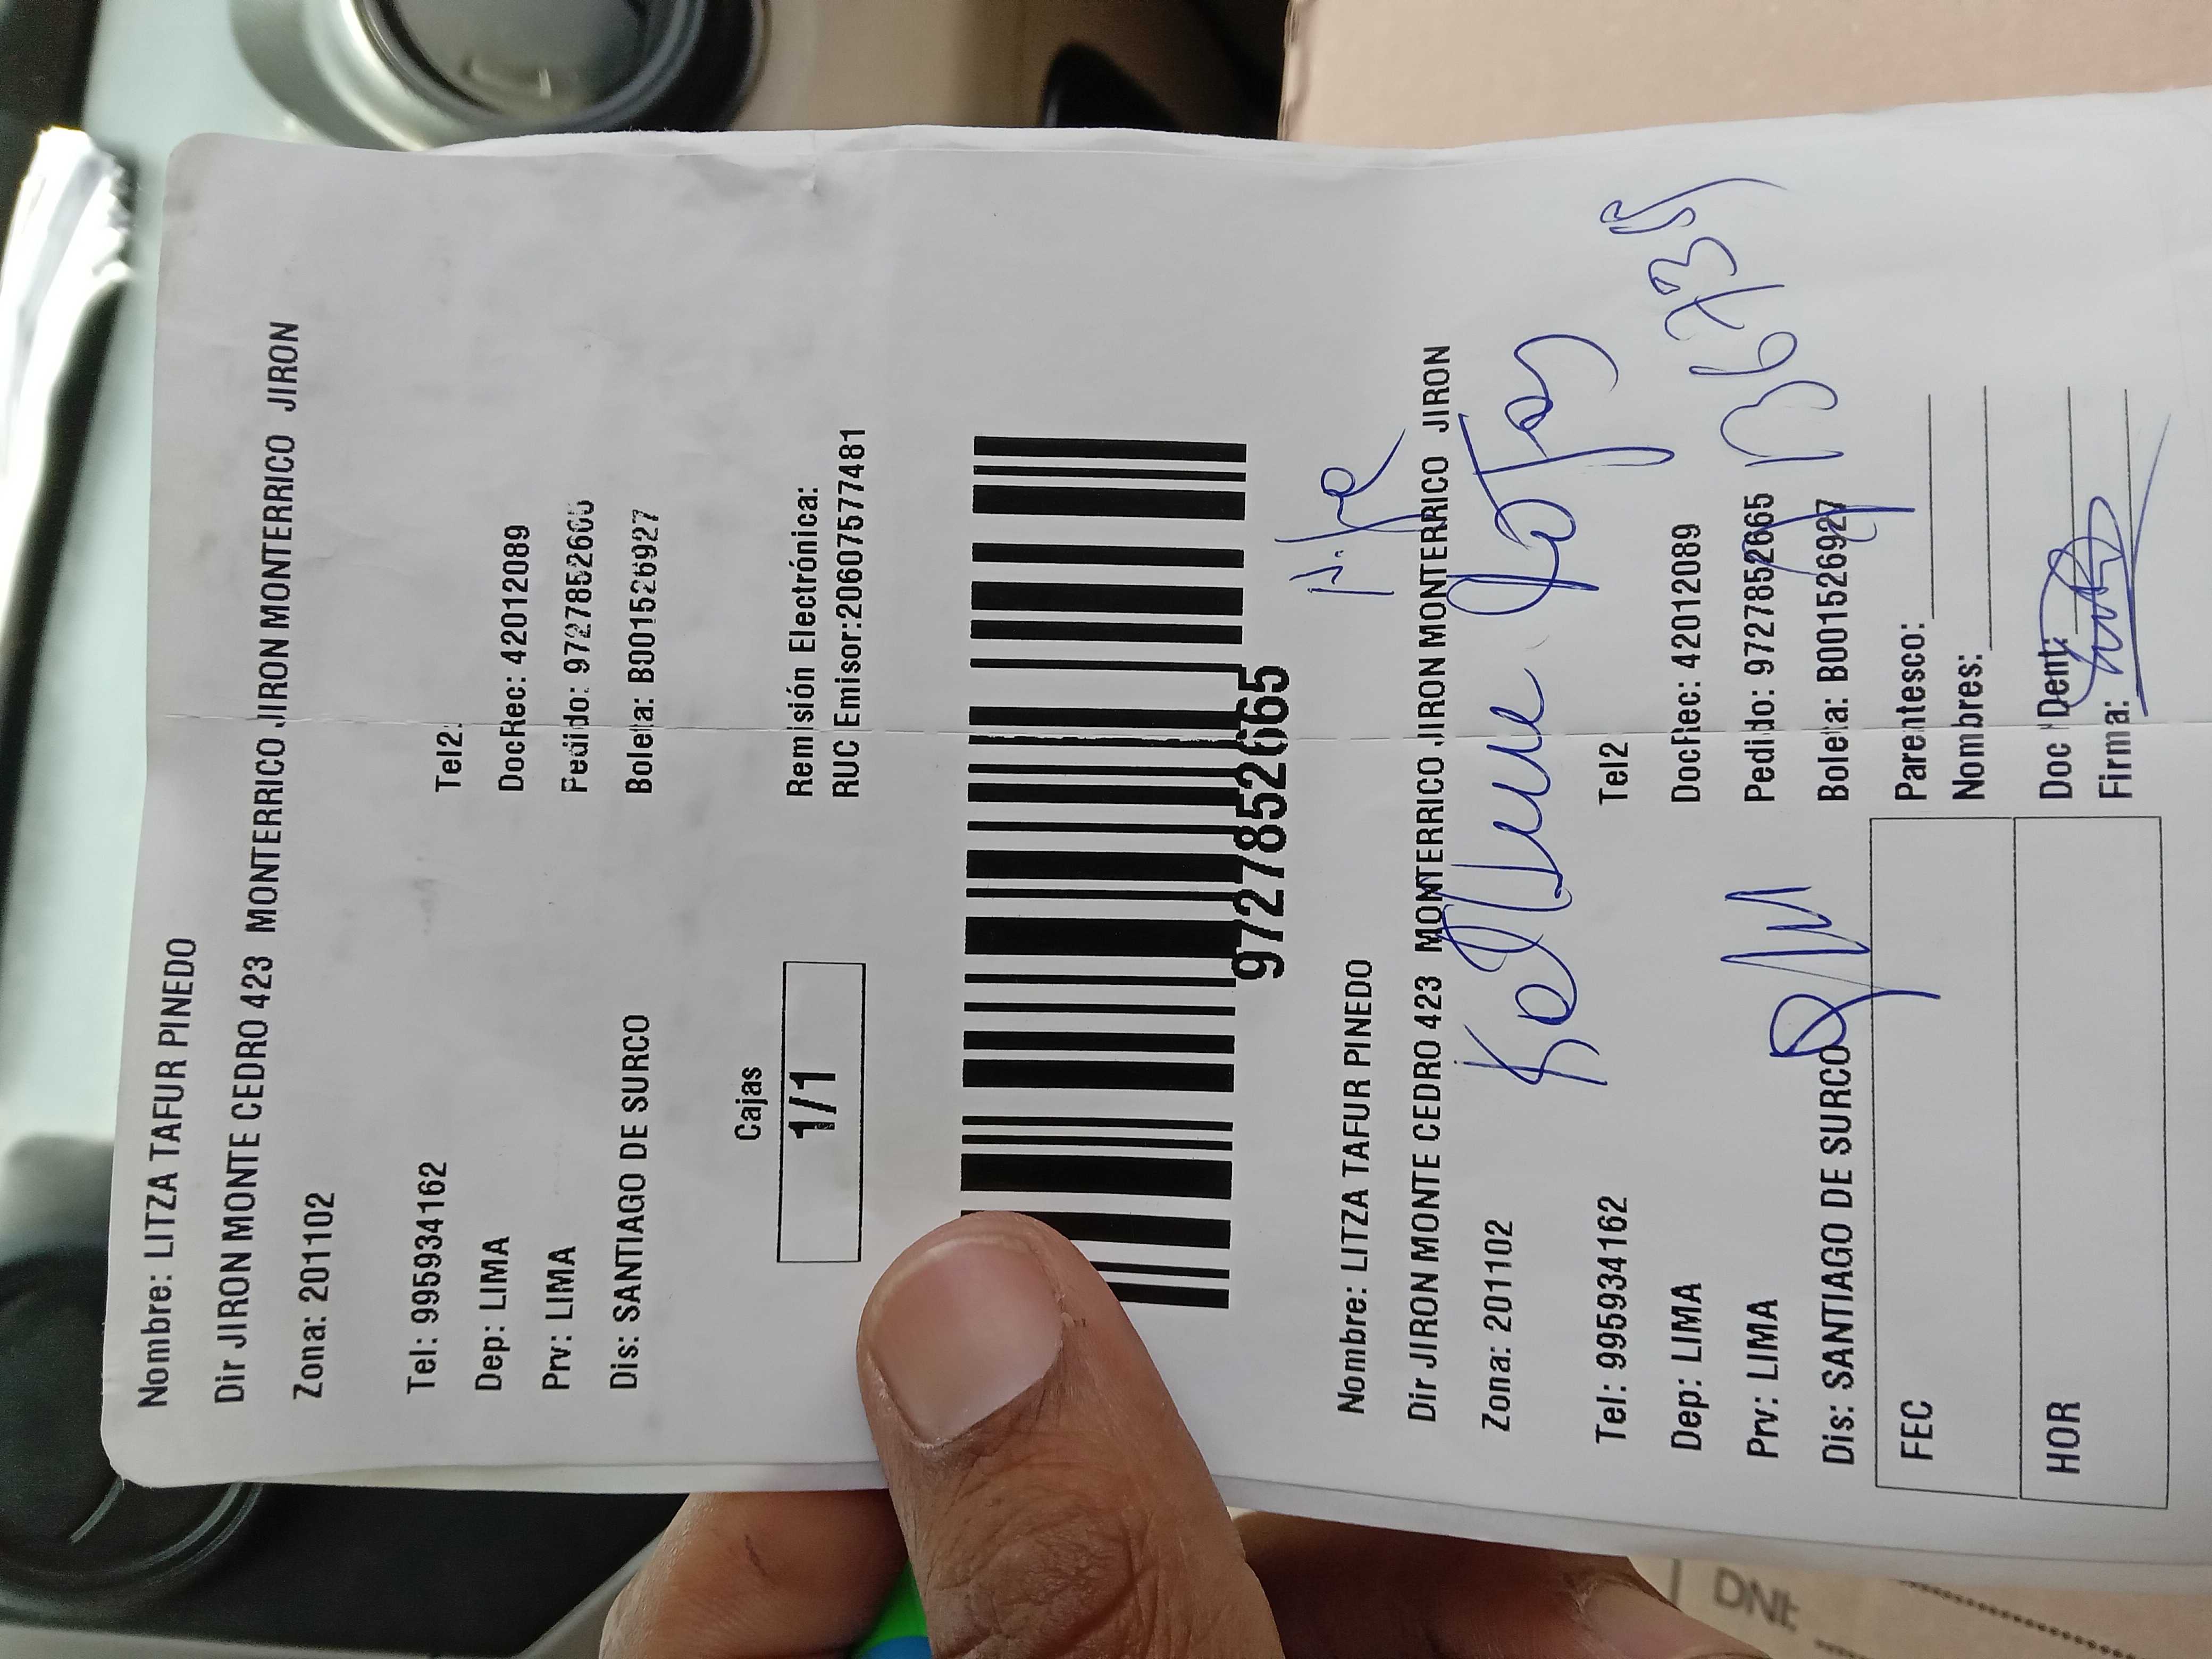 Nombre: LITZA TAFUR PINEDO
Dir JIRON MONTE CEDRO 423 MONTERRICO JIRON MONTERRICO JIRON
Zona: 201102
Tel: 995934162 Tel2:
Dep: LIMA DocRec: 42012089
Prv: LIMA Pedido: 9727852665
Dis: SANTIAGO DE SURCO Boleta: B001526927
Cajas
1/1
Remisión Electrónica:
RUC Emisor:20607577481
9727852665
Nombre: LITZA TAFUR PINEDO
Dir JIRON MONTE CEDRO 423 MONTERRICO JIRON MONTERRICO JIRON
Zona: 201102
Tel: 995934162 Tel2
Dep: LIMA DocRec: 42012089
Prv: LIMA Pedido: 9727852665
Dis: SANTIAGO DE SURCO Boleta: B001526927
FEC
HOR
Parentesco:
Nombres:
Doc Dent:
Firma:
DNI: